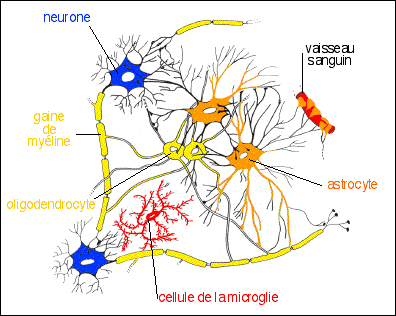 neurone
vaisseau
sanguin
gaine
de
myéline
astrocyte
oligodendrocyte
cellule de la microglie